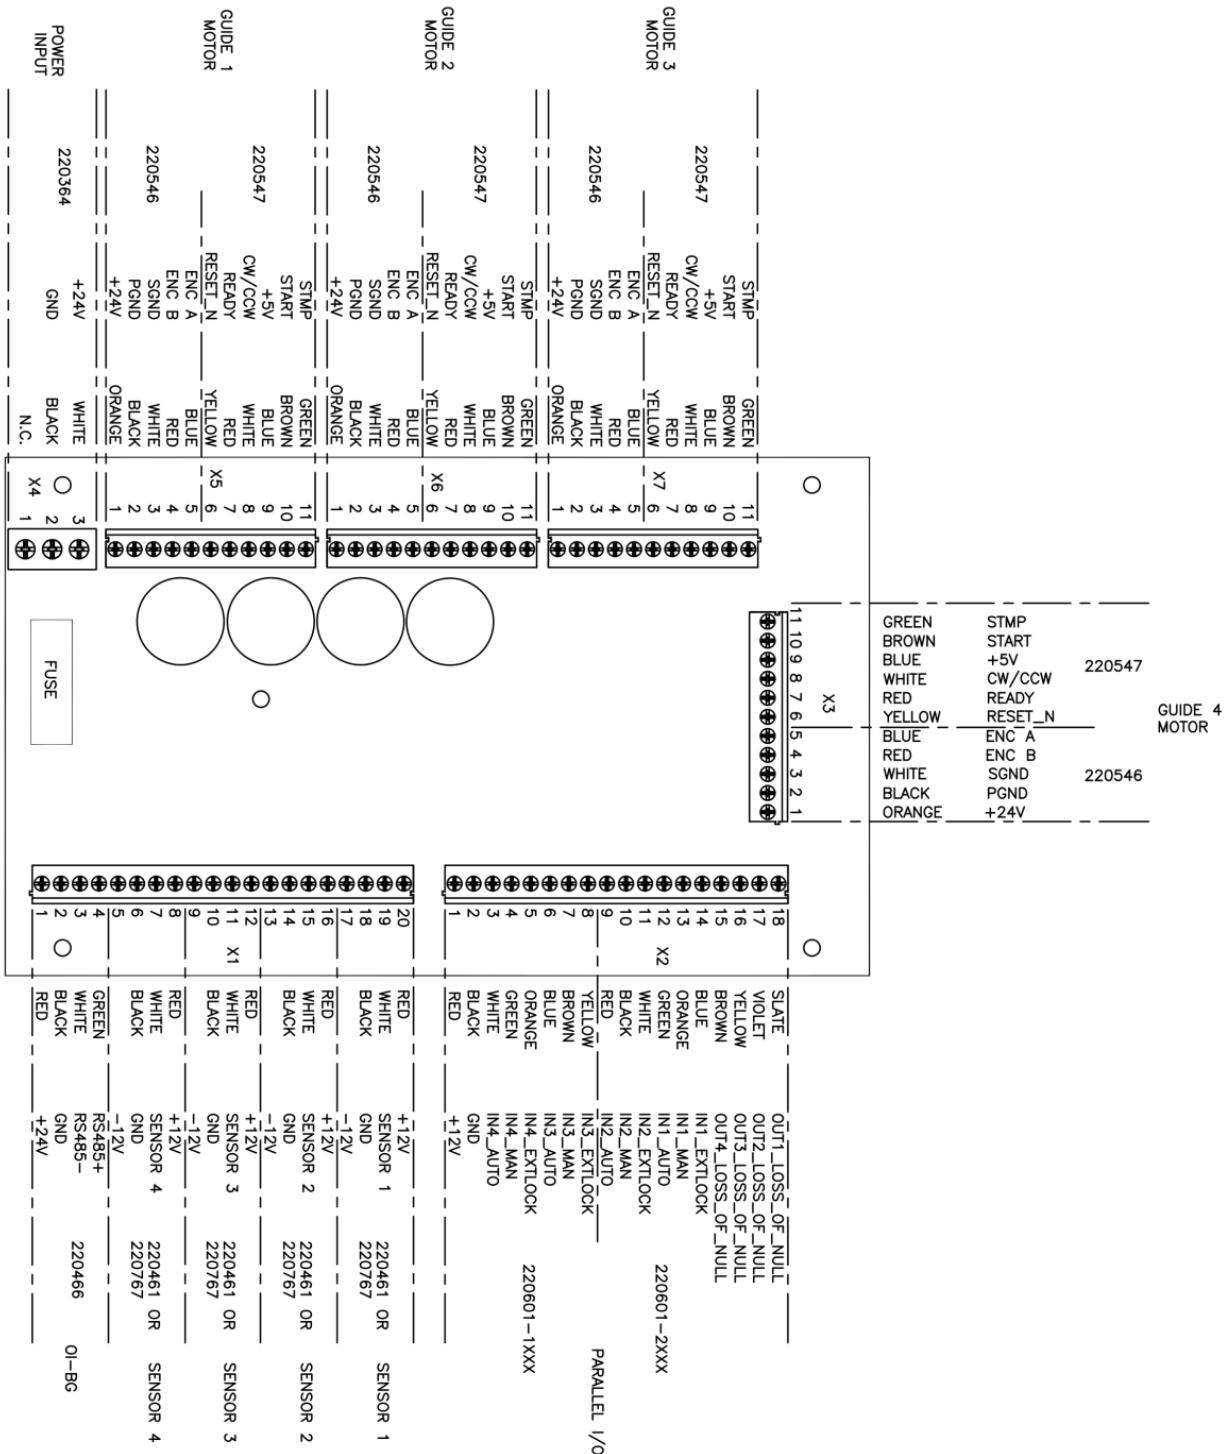 GUIDE 3
MOTOR
GUIDE 2
MOTOR
GUIDE 1
MOTOR
POWER
INPUT
220547
220546
220547
220546
220547
220546
220364
STMP
START
+5V
CW/CCW
READY
RESET_N
ENC A
ENC B
SGND
PGND
+24V
STMP
START
+5V
CW/CCW
READY
RESET_N
ENC A
ENC B
SGND
PGND
+24V
STMP
START
+5V
CW/CCW
READY
RESET_N
ENC A
ENC B
SGND
PGND
+24V
+24V
GND
GREEN
BROWN
BLUE
WHITE
RED
YELLOW
BLUE
RED
WHITE
BLACK
ORANGE
GREEN
BROWN
BLUE
WHITE
RED
YELLOW
BLUE
RED
WHITE
BLACK
ORANGE
GREEN
BROWN
BLUE
WHITE
RED
YELLOW
BLUE
RED
WHITE
BLACK
ORANGE
WHITE
BLACK
N.C.
X7
X6
X5
X4
11
10
9
8
7
6
5
4
3
2
1
11
10
9
8
7
6
5
4
3
2
1
11
10
9
8
7
6
5
4
3
2
1
3
2
1
FUSE
X3
11
10
9
8
7
6
5
4
3
2
1
GREEN STMP
BROWN START
BLUE +5V
WHITE CW/CCW
RED READY
YELLOW RESET_N
BLUE ENC A
RED ENC B
WHITE SGND
BLACK PGND
ORANGE +24V
220547
220546
GUIDE 4
MOTOR
18
17
16
15
14
13
12
11
10
9
8
7
6
5
4
3
2
1
20
19
18
17
16
15
14
13
12
11
10
9
8
7
6
5
4
3
2
1
X2
X1
SLATE OUT1_LOSS_OF_NULL
VIOLET OUT2_LOSS_OF_NULL
YELLOW OUT3_LOSS_OF_NULL
BROWN OUT4_LOSS_OF_NULL
BLUE IN1_EXTLOCK
ORANGE IN1_MAN
GREEN IN1_AUTO
WHITE IN2_EXTLOCK
BLACK IN2_MAN
RED IN2_AUTO
YELLOW IN3_EXTLOCK
BROWN IN3_MAN
BLUE IN3_AUTO
ORANGE IN4_EXTLOCK
GREEN IN4_MAN
WHITE IN4_AUTO
BLACK GND
RED +12V
220601-2XXX
220601-1XXX
PARALLEL I/O
RED +12V
WHITE SENSOR 1
BLACK GND
-12V
220461 OR
220767
SENSOR 1
RED +12V
WHITE SENSOR 2
BLACK GND
-12V
220461 OR
220767
SENSOR 2
RED +12V
WHITE SENSOR 3
BLACK GND
-12V
220461 OR
220767
SENSOR 3
RED +12V
WHITE SENSOR 4
BLACK GND
-12V
220461 OR
220767
SENSOR 4
GREEN RS485+
WHITE RS485-
BLACK GND
RED +24V
220466
OI-BG